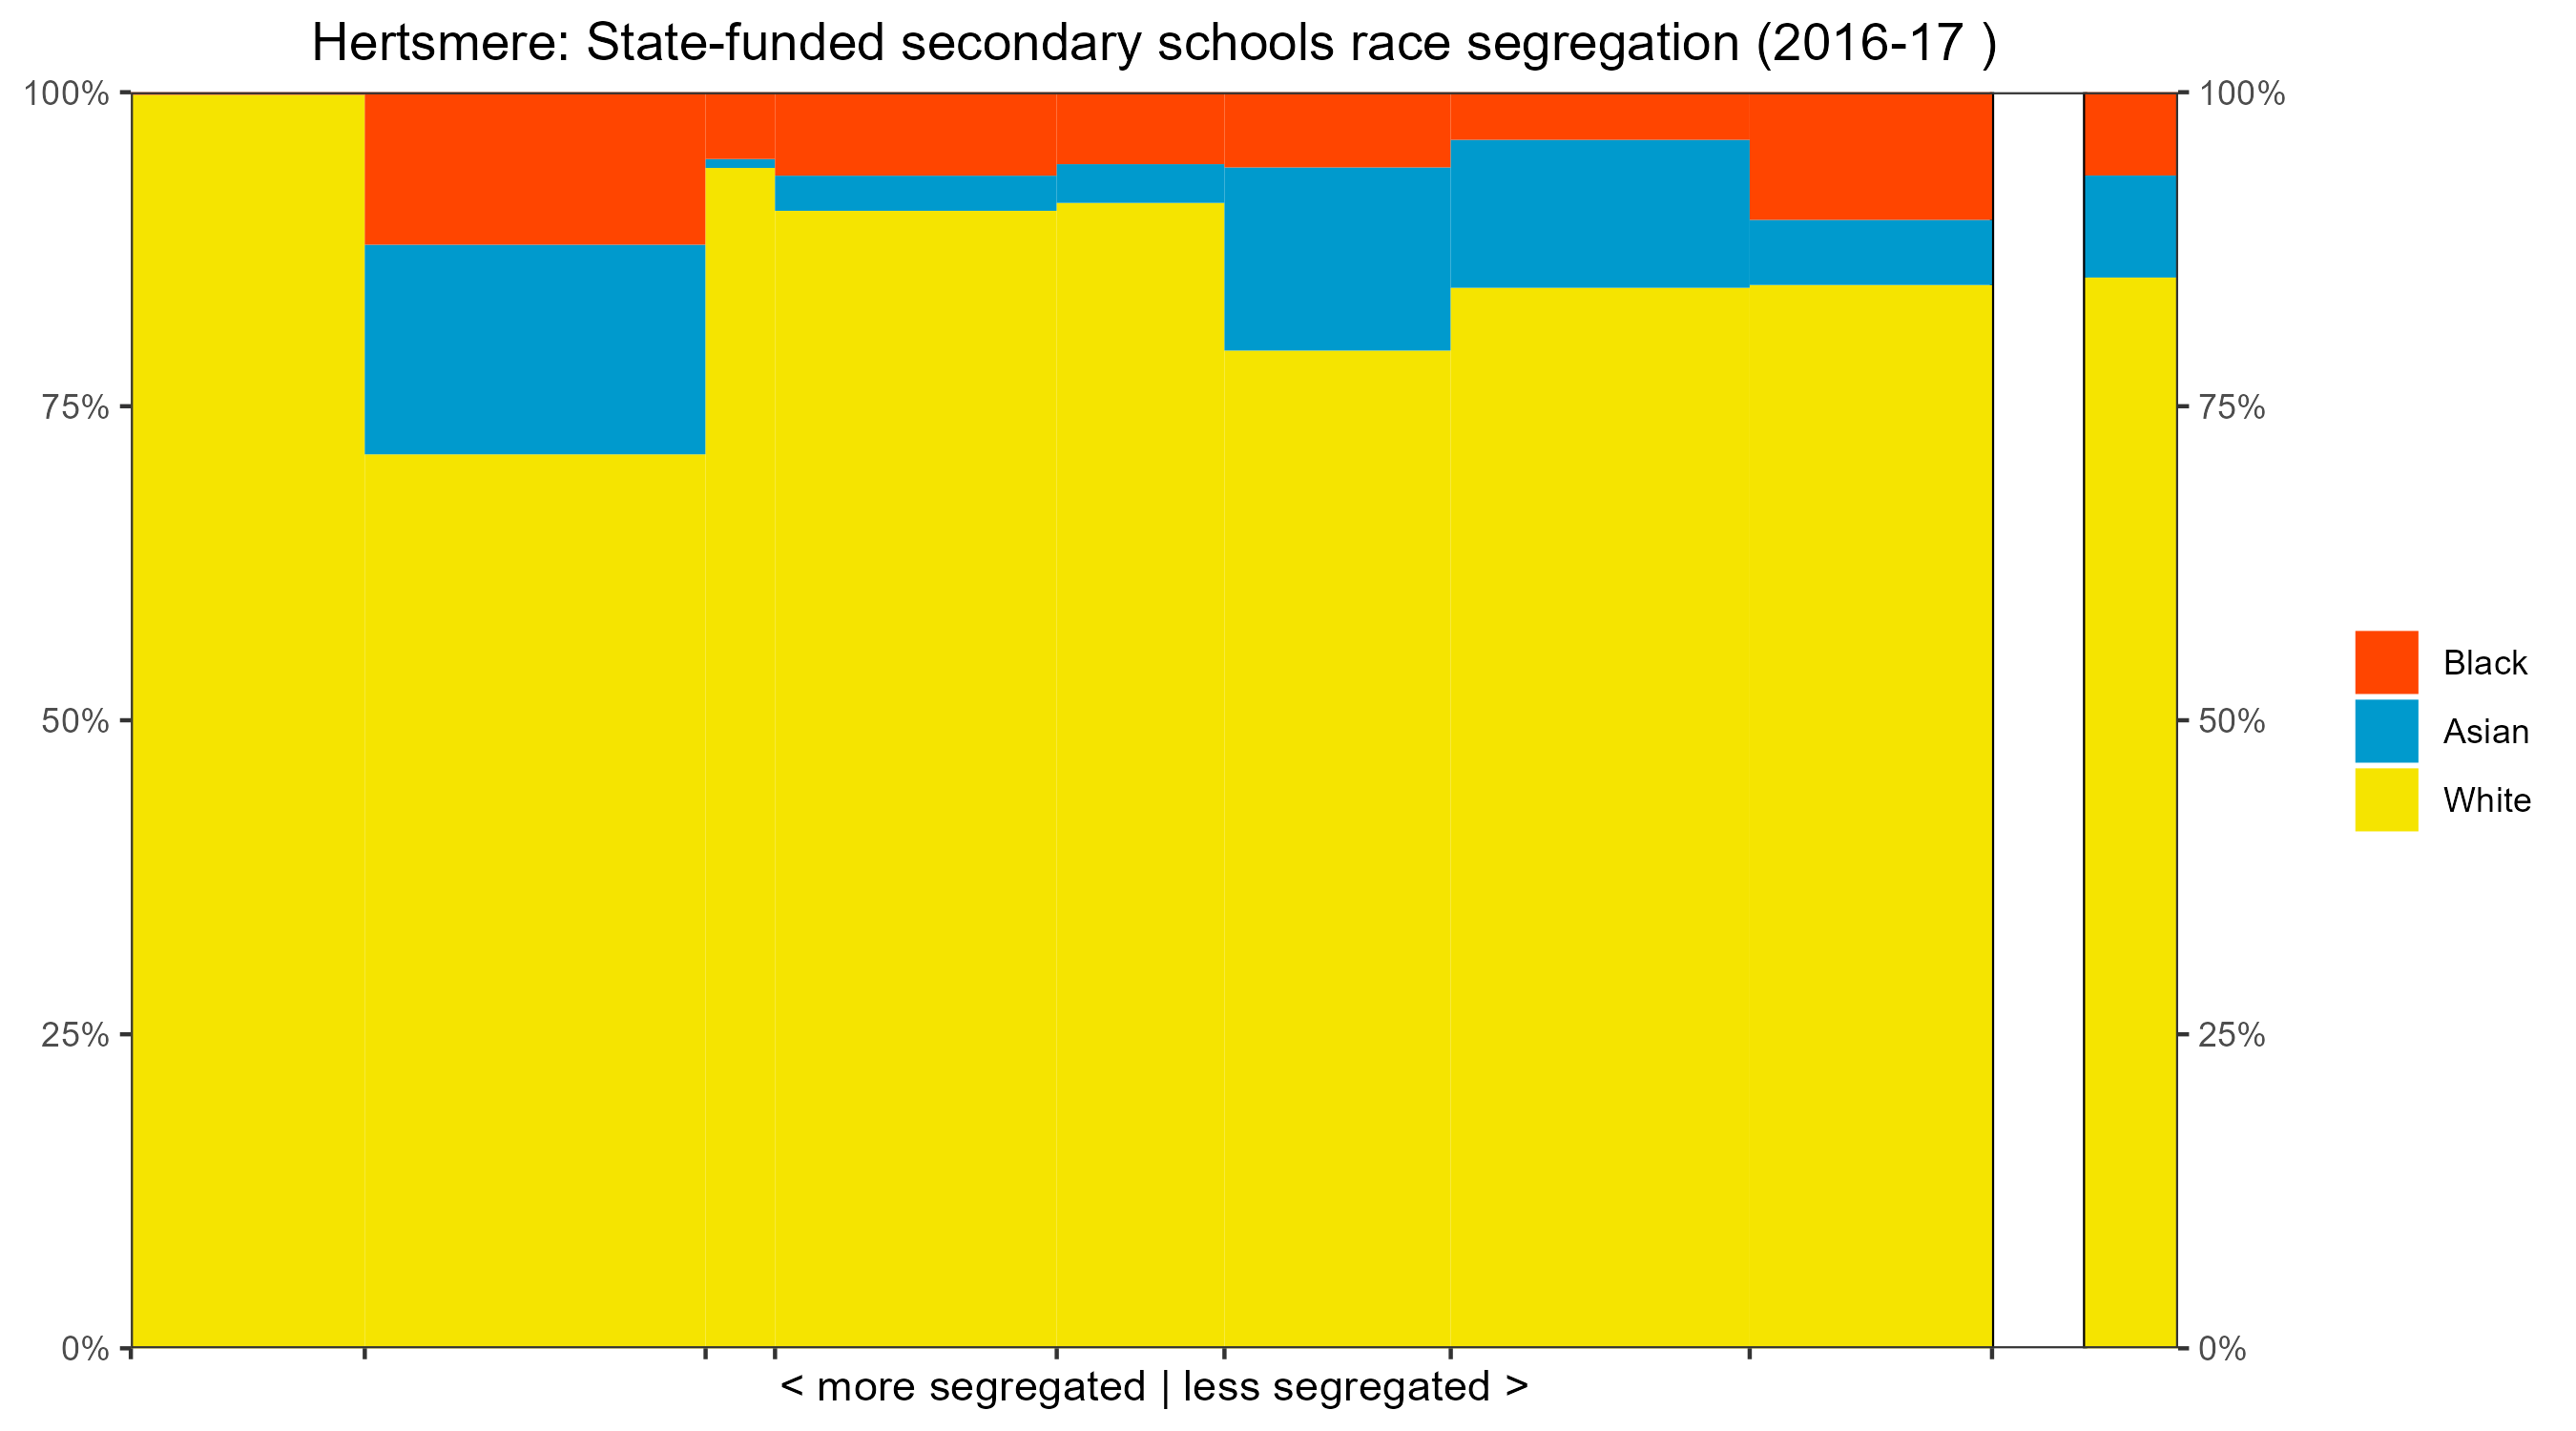 Hertsmere: State-funded secondary schools race segregation (2016-17 )
100%
75%
50%
25%
0%
100%
75%
50%
25%
0%
Black
Asian
White
< more segregated | less segregated >